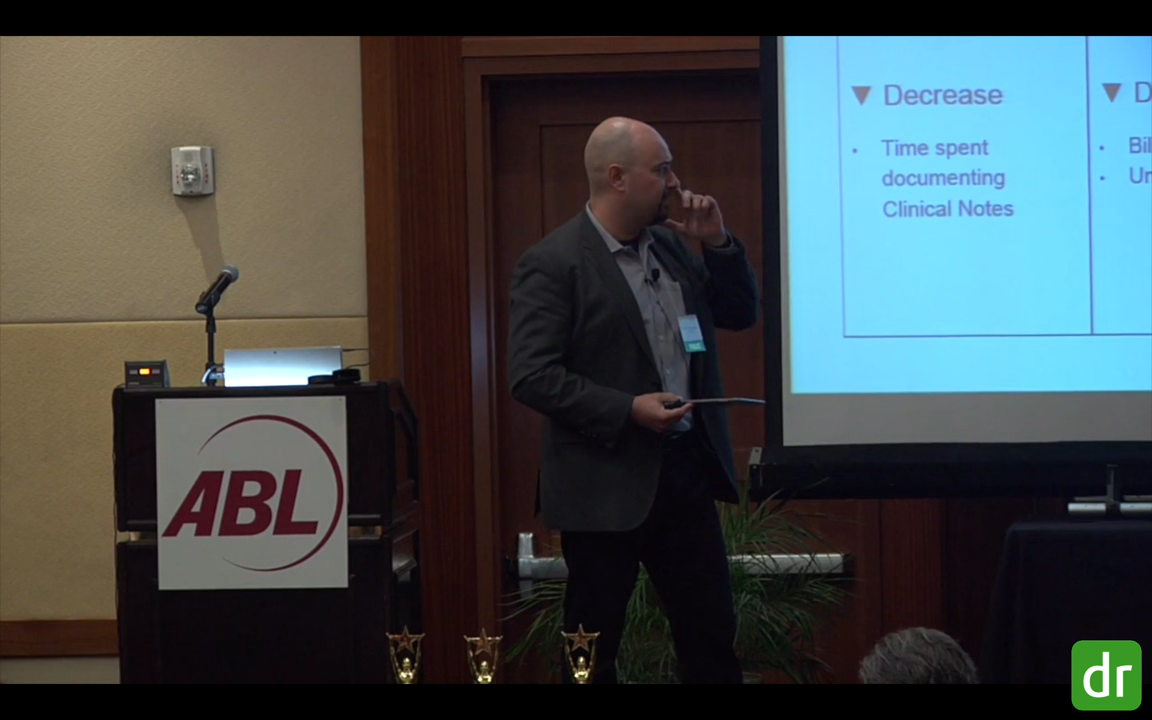 ▼ Decrease
• Time spent
documenting
Clinical Notes
▼ D
• Bil
• Ur
ABL
dr